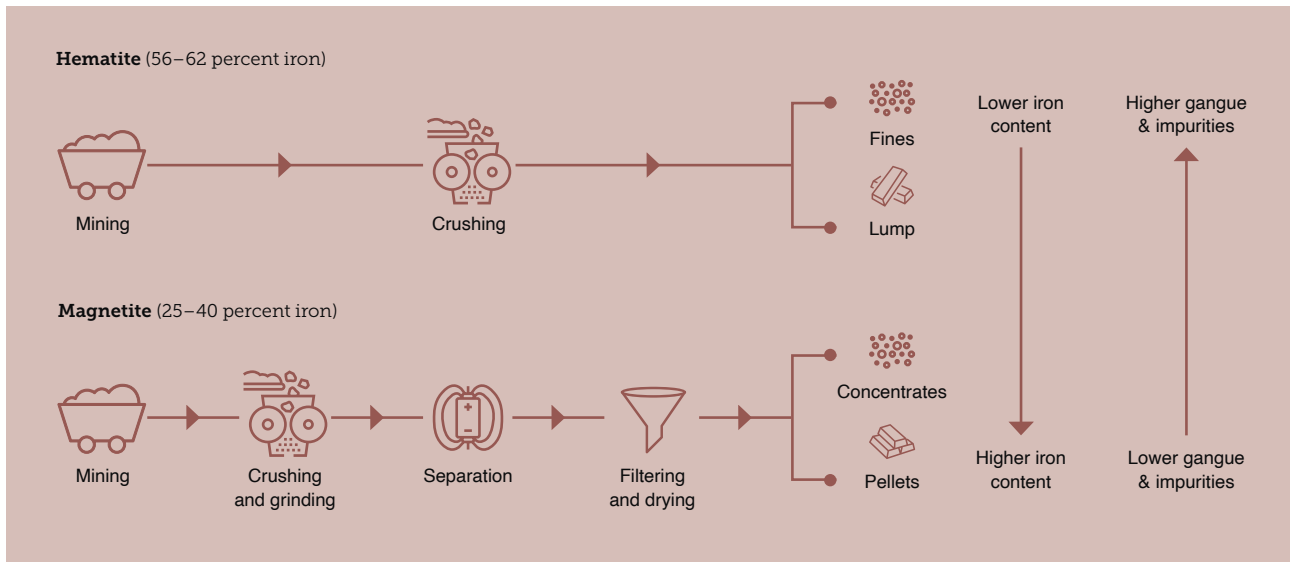 Hematite (56–62 percent iron)
Mining
Crushing
Fines
Lump
Lower iron
content
Higher gangue
& impurities
Magnetite (25–40 percent iron)
Mining
Crushing
and grinding
Separation
+
–
Filtering
and drying
Concentrates
Pellets
Higher iron
content
Lower gangue
& impurities